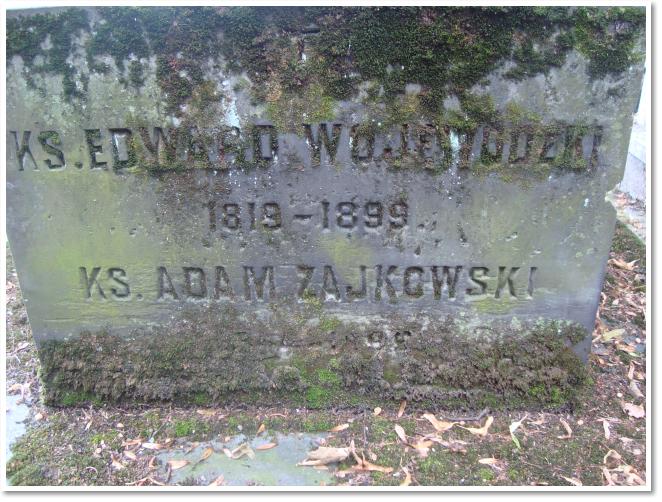 KS. EDWARD WOJEWÓDZKI
1819 - 1899
KS. ADAM ZAJKOWSKI